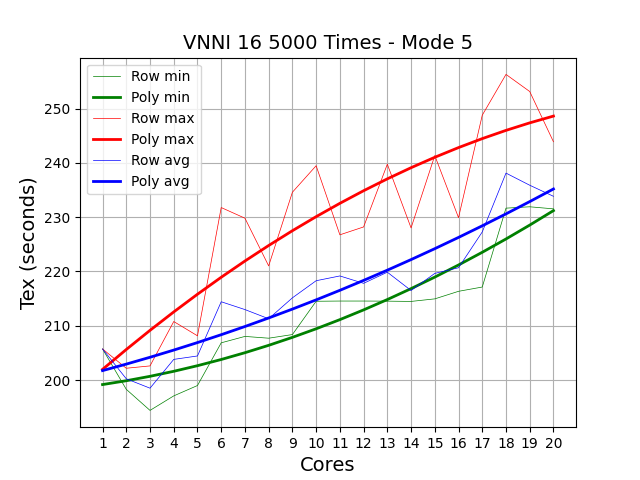 VNNI 16 5000 Times - Mode 5
Row min
Poly min
Row max
Poly max
Row avg
Poly avg
250
240
230
220
210
200
Tex (seconds)
1 2 3 4 5 6 7 8 9 10 11 12 13 14 15 16 17 18 19 20
Cores